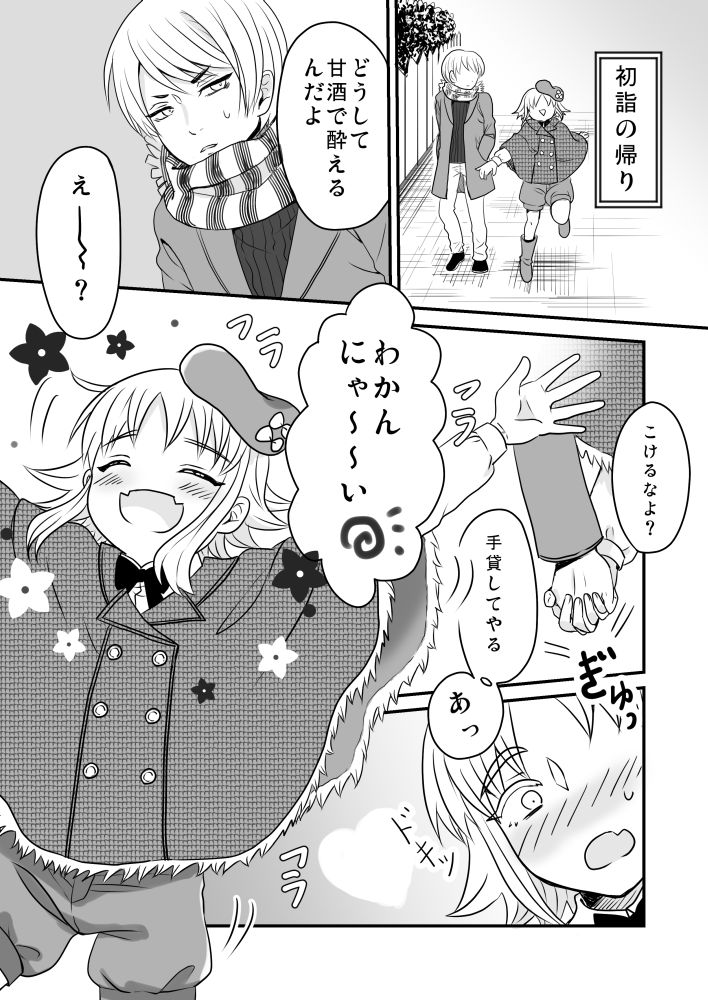 初詣の帰り
どうして
甘酒で酔える
んだよ
えー〜〜？
フラ
わかん
にゃ〜〜〜い
フラ
こけるなよ？
手貸してやる
ぎゅっ
あっ
ドキッ
フラ